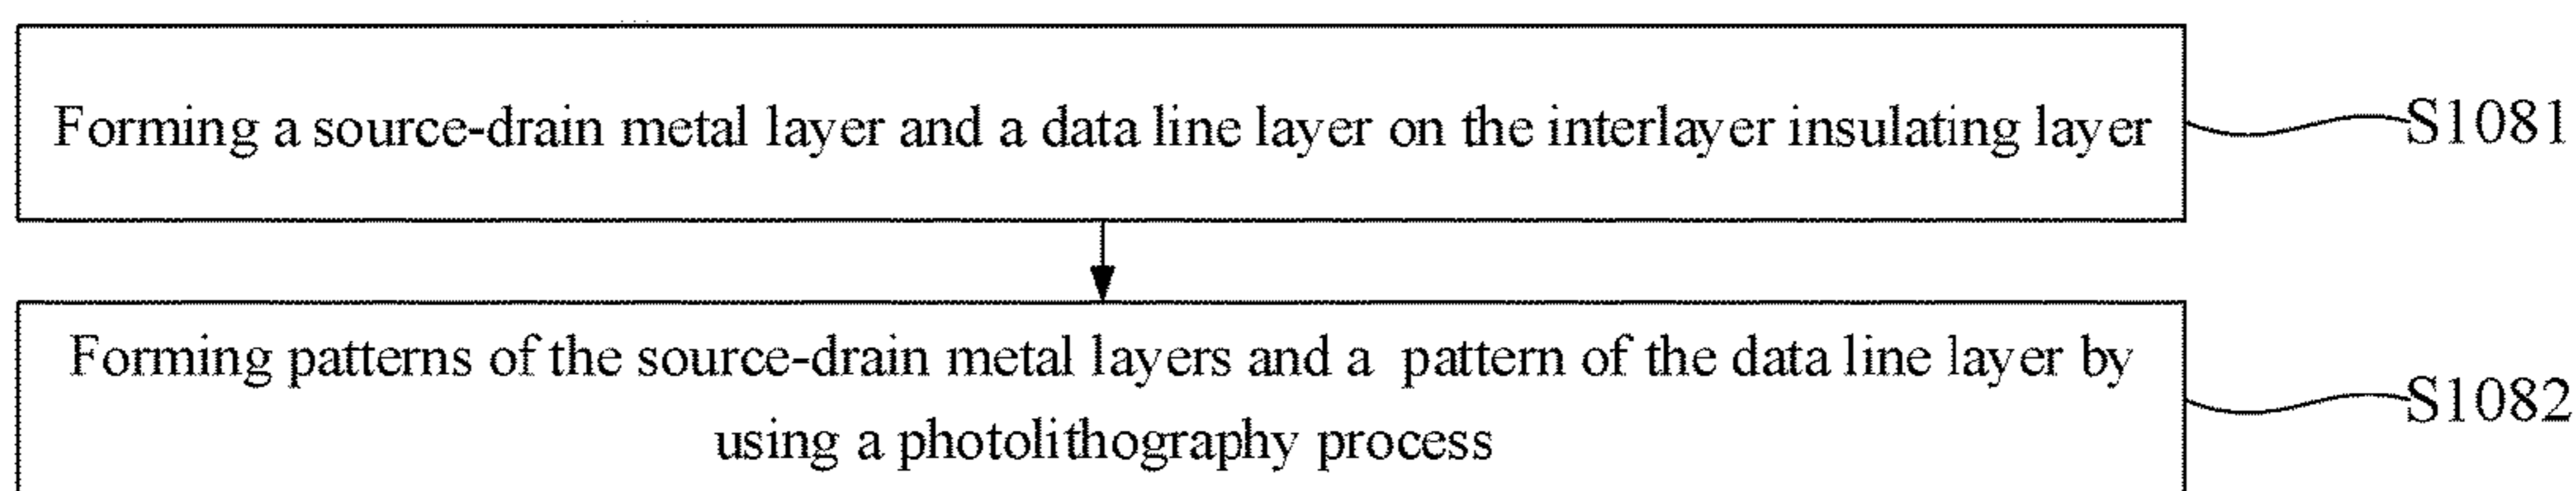 Forming a source-drain metal layer and a data line layer on the interlayer insulating layer
S1081
Forming patterns of the source-drain metal layers and a pattern of the data line layer by
using a photolithography process
S1082